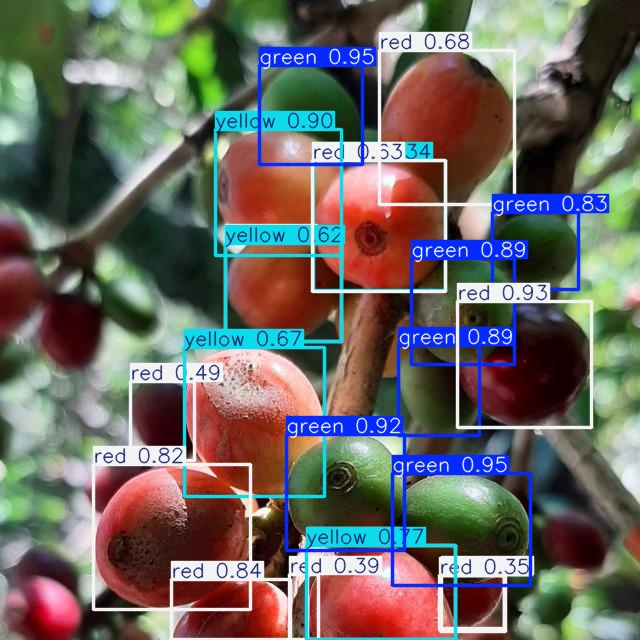 red 0.68
green 0.95
yellow 0.90
red 0.63
34
green 0.83
yellow 0.62
green 0.89
red 0.93
yellow 0.67
green 0.89
red 0.49
green 0.92
red 0.82
green 0.95
yellow 0.77
red 0.84
red 0.39
red 0.35